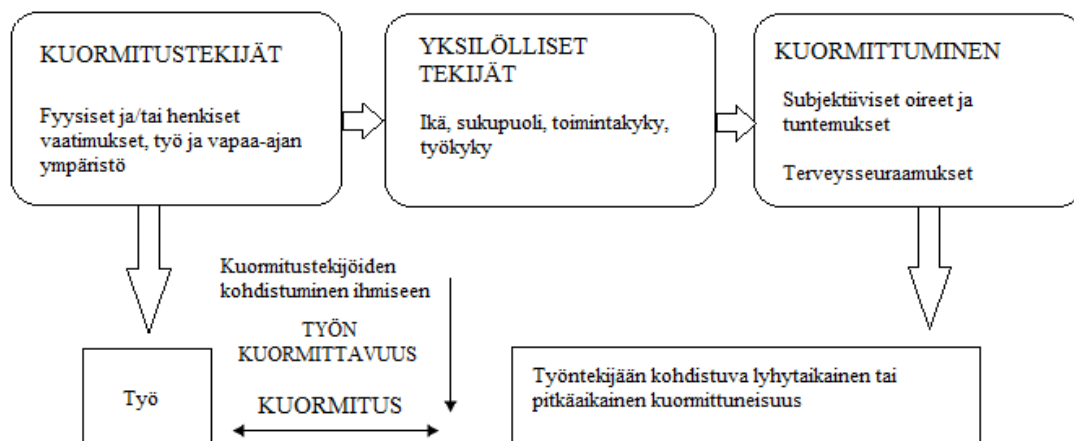 KUORMITUSTEKIJÄT
Fyysiset ja/tai henkiset
vaatimukset, työ ja vapaa-ajan
ympäristö
YKSILÖLLISET
TEKIJÄT
Ikä, sukupuoli, toimintakyky,
työkyky
KUORMITTUMINEN
Subjektiiviset oireet ja
tuntemukset
Terveysseuraamukset
Kuormitustekijöiden
kohdistuminen ihmiseen
TYÖN
KUORMITTAVUUS
KUORMITUS
Työ
Työntekijään kohdistuva lyhytaikainen tai
pitkäaikainen kuormittuneisuus